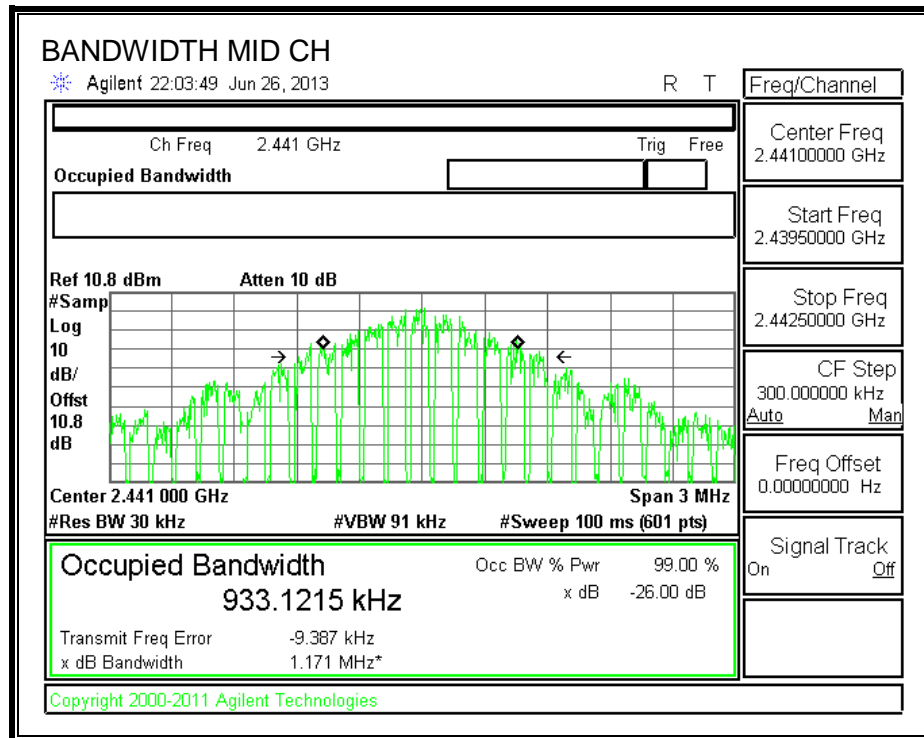 BANDWIDTH MID CH
Agilent 22:03:49 Jun 26, 2013 R T
Freq/Channel
Ch Freq 2.441 GHz Trig Free
Occupied Bandwidth
Center Freq
2.44100000 GHz
Start Freq
2.43950000 GHz
Stop Freq
2.44250000 GHz
CF Step
300.000000 kHz
Auto Man
Freq Offset
0.00000000 Hz
Signal Track
On Off
Ref 10.8 dBm Atten 10 dB
#Samp
Log
10
dB/
Offst
10.8
dB
Center 2.441 000 GHz Span 3 MHz
#Res BW 30 kHz #VBW 91 kHz #Sweep 100 ms (601 pts)
Occupied Bandwidth Occ BW % Pwr 99.00 %
933.1215 kHz x dB -26.00 dB
Transmit Freq Error -9.387 kHz
x dB Bandwidth 1.171 MHz*
Copyright 2000-2011 Agilent Technologies